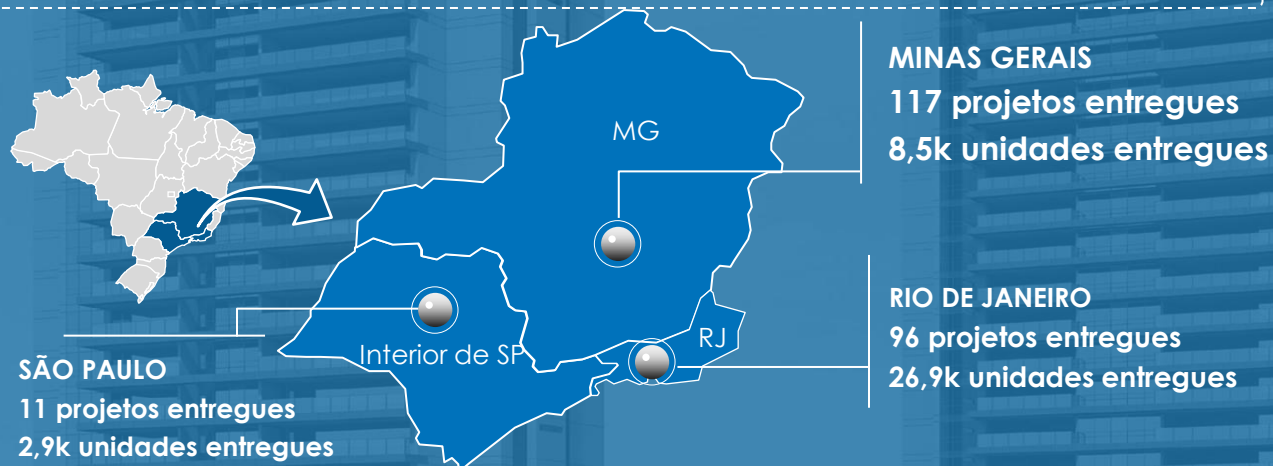 MINAS GERAIS
117 projetos entregues
8,5k unidades entregues
MG
RIO DE JANEIRO
96 projetos entregues
26,9k unidades entregues
RJ
Interior de SP
SÃO PAULO
11 projetos entregues
2,9k unidades entregues